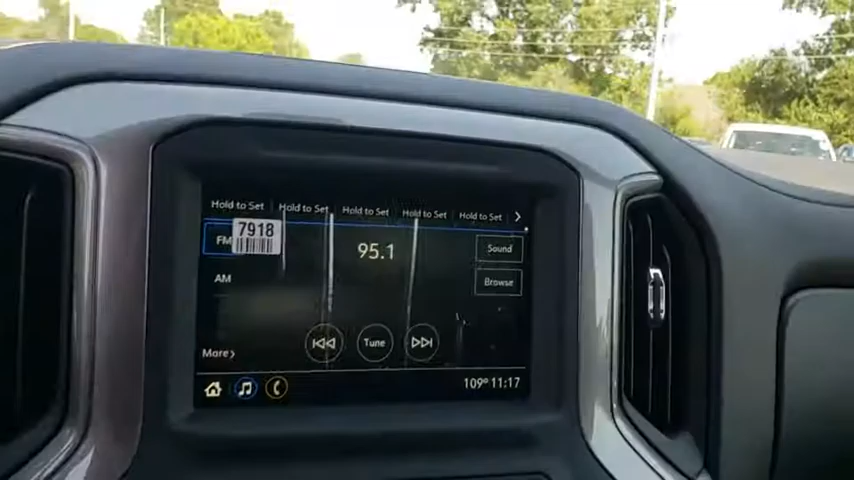 Hold to Set Hold to Set Hold to Set Hold to Set Hold to Set >
7918
FM
95.1
Sound
AM
Browse
Tune
More >
109° 11:17